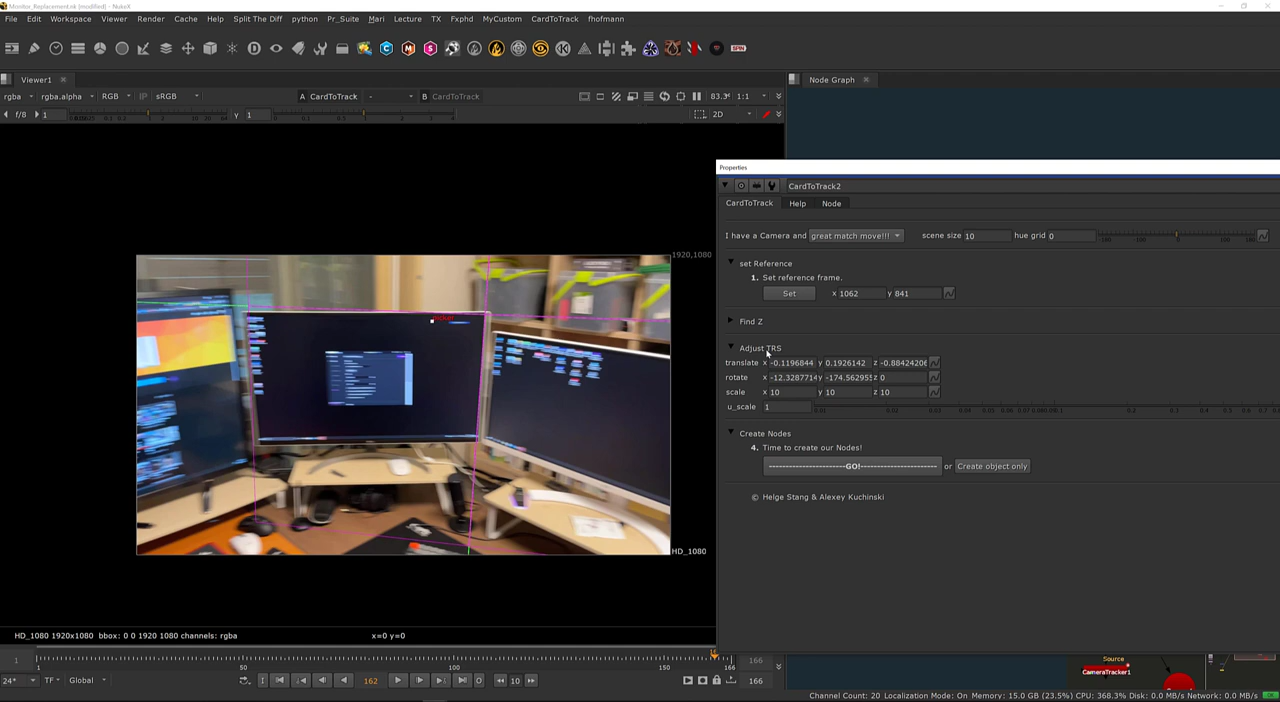 Monitor_Replacement.nk [modified] - NukeX
File Edit Workspace Viewer Render Cache Help Split The Diff python Pr_Suite Mari Lecture TX Fxphd MyCustom CardToTrack fhofmann
Viewer1
Node Graph
rgba rgba.alpha RGB IP sRGB A CardToTrack - B CardToTrack 83.3 1:1
f/8 1 y 1 2D
Properties
CardToTrack2
CardToTrack Help Node
I have a Camera and great match move!!! scene size 10 hue grid 0
set Reference
1. Set reference frame.
Set x 1062 y 841
Find Z
Adjust TRS
translate x -0.1196844 y 0.1926142 z -0.88424206
rotate x -12.3287714 y -174.562955 z 0
scale x 10 y 10 z 10
u_scale 1
Create Nodes
4. Time to create our Nodes!
GO! or Create object only
© Helge Stang & Alexey Kuchinski
1920,1080
HD_1080
HD_1080 1920x1080 bbox: 0 0 1920 1080 channels: rgba x=0 y=0
1 1 50 100 150 166 166
24* TF Global 162 10 166
Source
CameraTracker1
Channel Count: 20 Localization Mode: On Memory: 15.0 GB (23.5%) CPU: 368.3% Disk: 0.0 MB/s Network: 0.0 MB/s